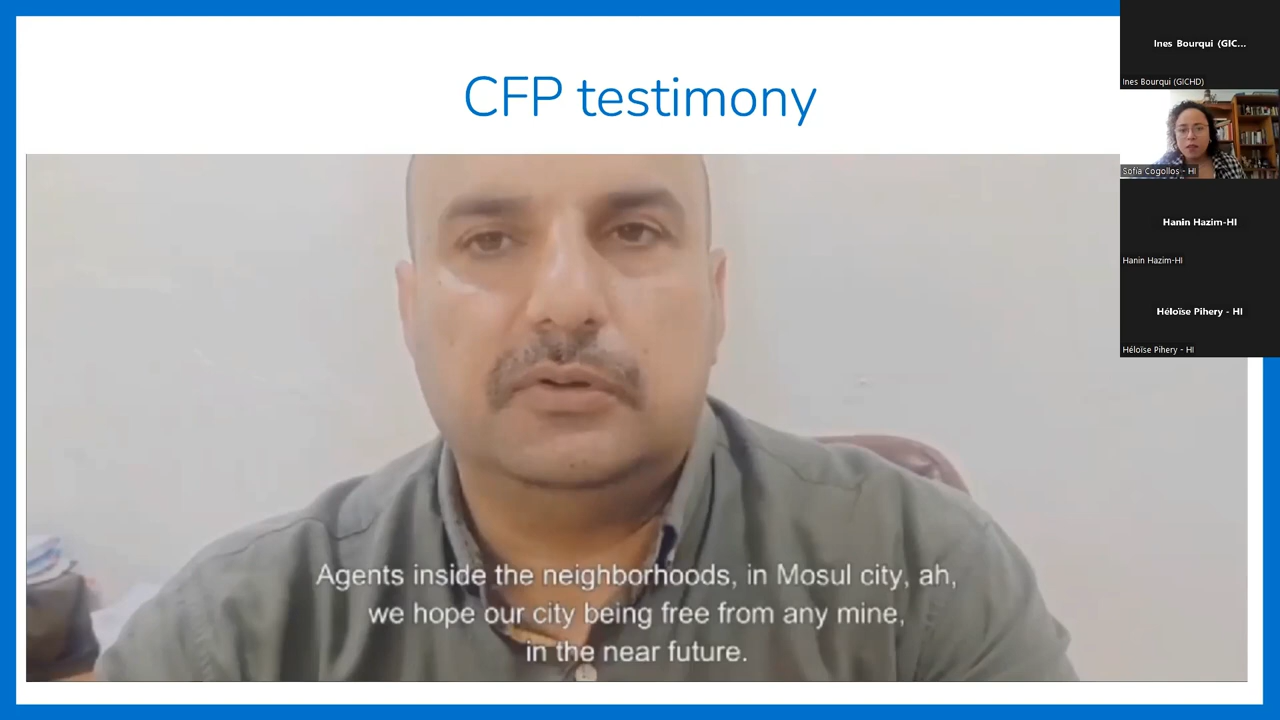 CFP testimony
Agents inside the neighborhoods, in Mosul city, ah,
we hope our city being free from any mine,
in the near future.
Ines Bourqui (GIC...
Ines Bourqui (GICHD)
Sofia Cogollos - HI
Hanin Hazim-HI
Hanin Hazim-HI
Héloïse Pihery - HI
Héloïse Pihery - HI